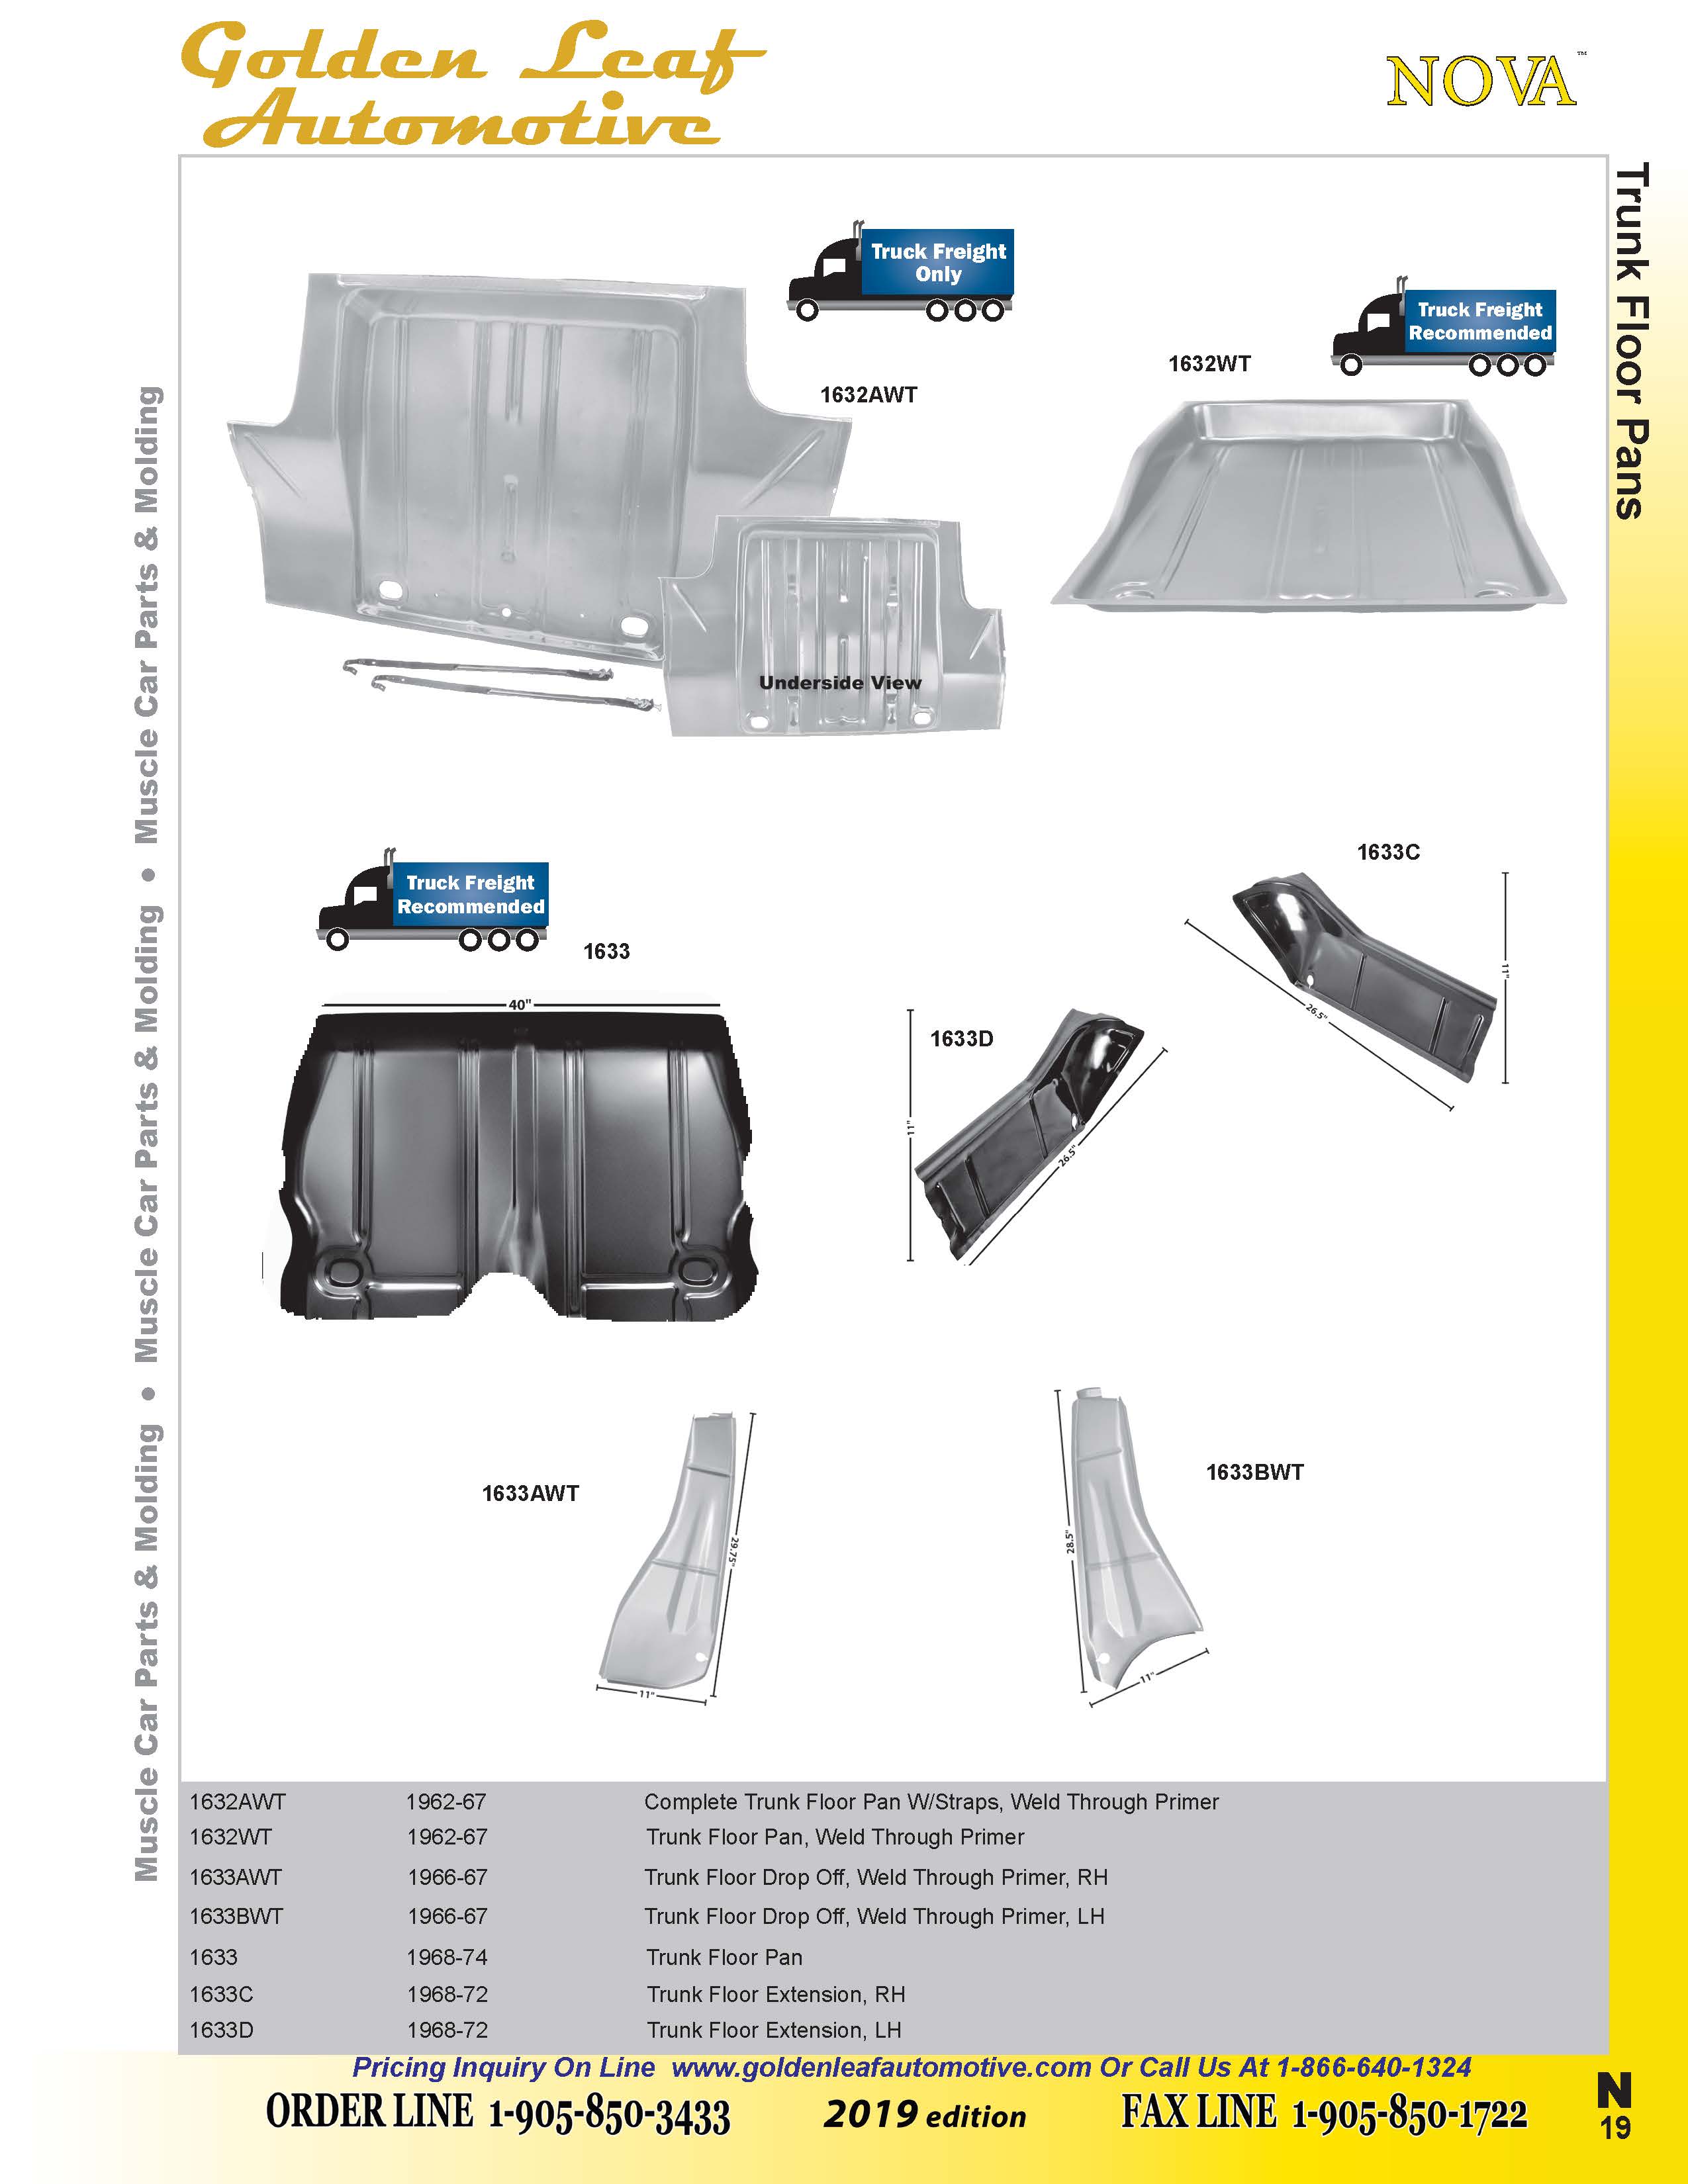 Golden Leaf
Automotive
NOVA™
Trunk Floor Pans
Muscle Car Parts & Molding • Muscle Car Parts & Molding • Muscle Car Parts & Molding
Truck Freight
Only
1632AWT
Truck Freight
Recommended
1632WT
Underside View
Truck Freight
Recommended
1633
40"
1633C
11"
26.5"
1633D
11"
26.5"
1633AWT
29.75"
11"
1633BWT
28.5"
11"
1632AWT 1962-67 Complete Trunk Floor Pan W/Straps, Weld Through Primer
1632WT 1962-67 Trunk Floor Pan, Weld Through Primer
1633AWT 1966-67 Trunk Floor Drop Off, Weld Through Primer, RH
1633BWT 1966-67 Trunk Floor Drop Off, Weld Through Primer, LH
1633 1968-74 Trunk Floor Pan
1633C 1968-72 Trunk Floor Extension, RH
1633D 1968-72 Trunk Floor Extension, LH
Pricing Inquiry On Line www.goldenleafautomotive.com Or Call Us At 1-866-640-1324
ORDER LINE 1-905-850-3433 2019 edition FAX LINE 1-905-850-1722
N
19